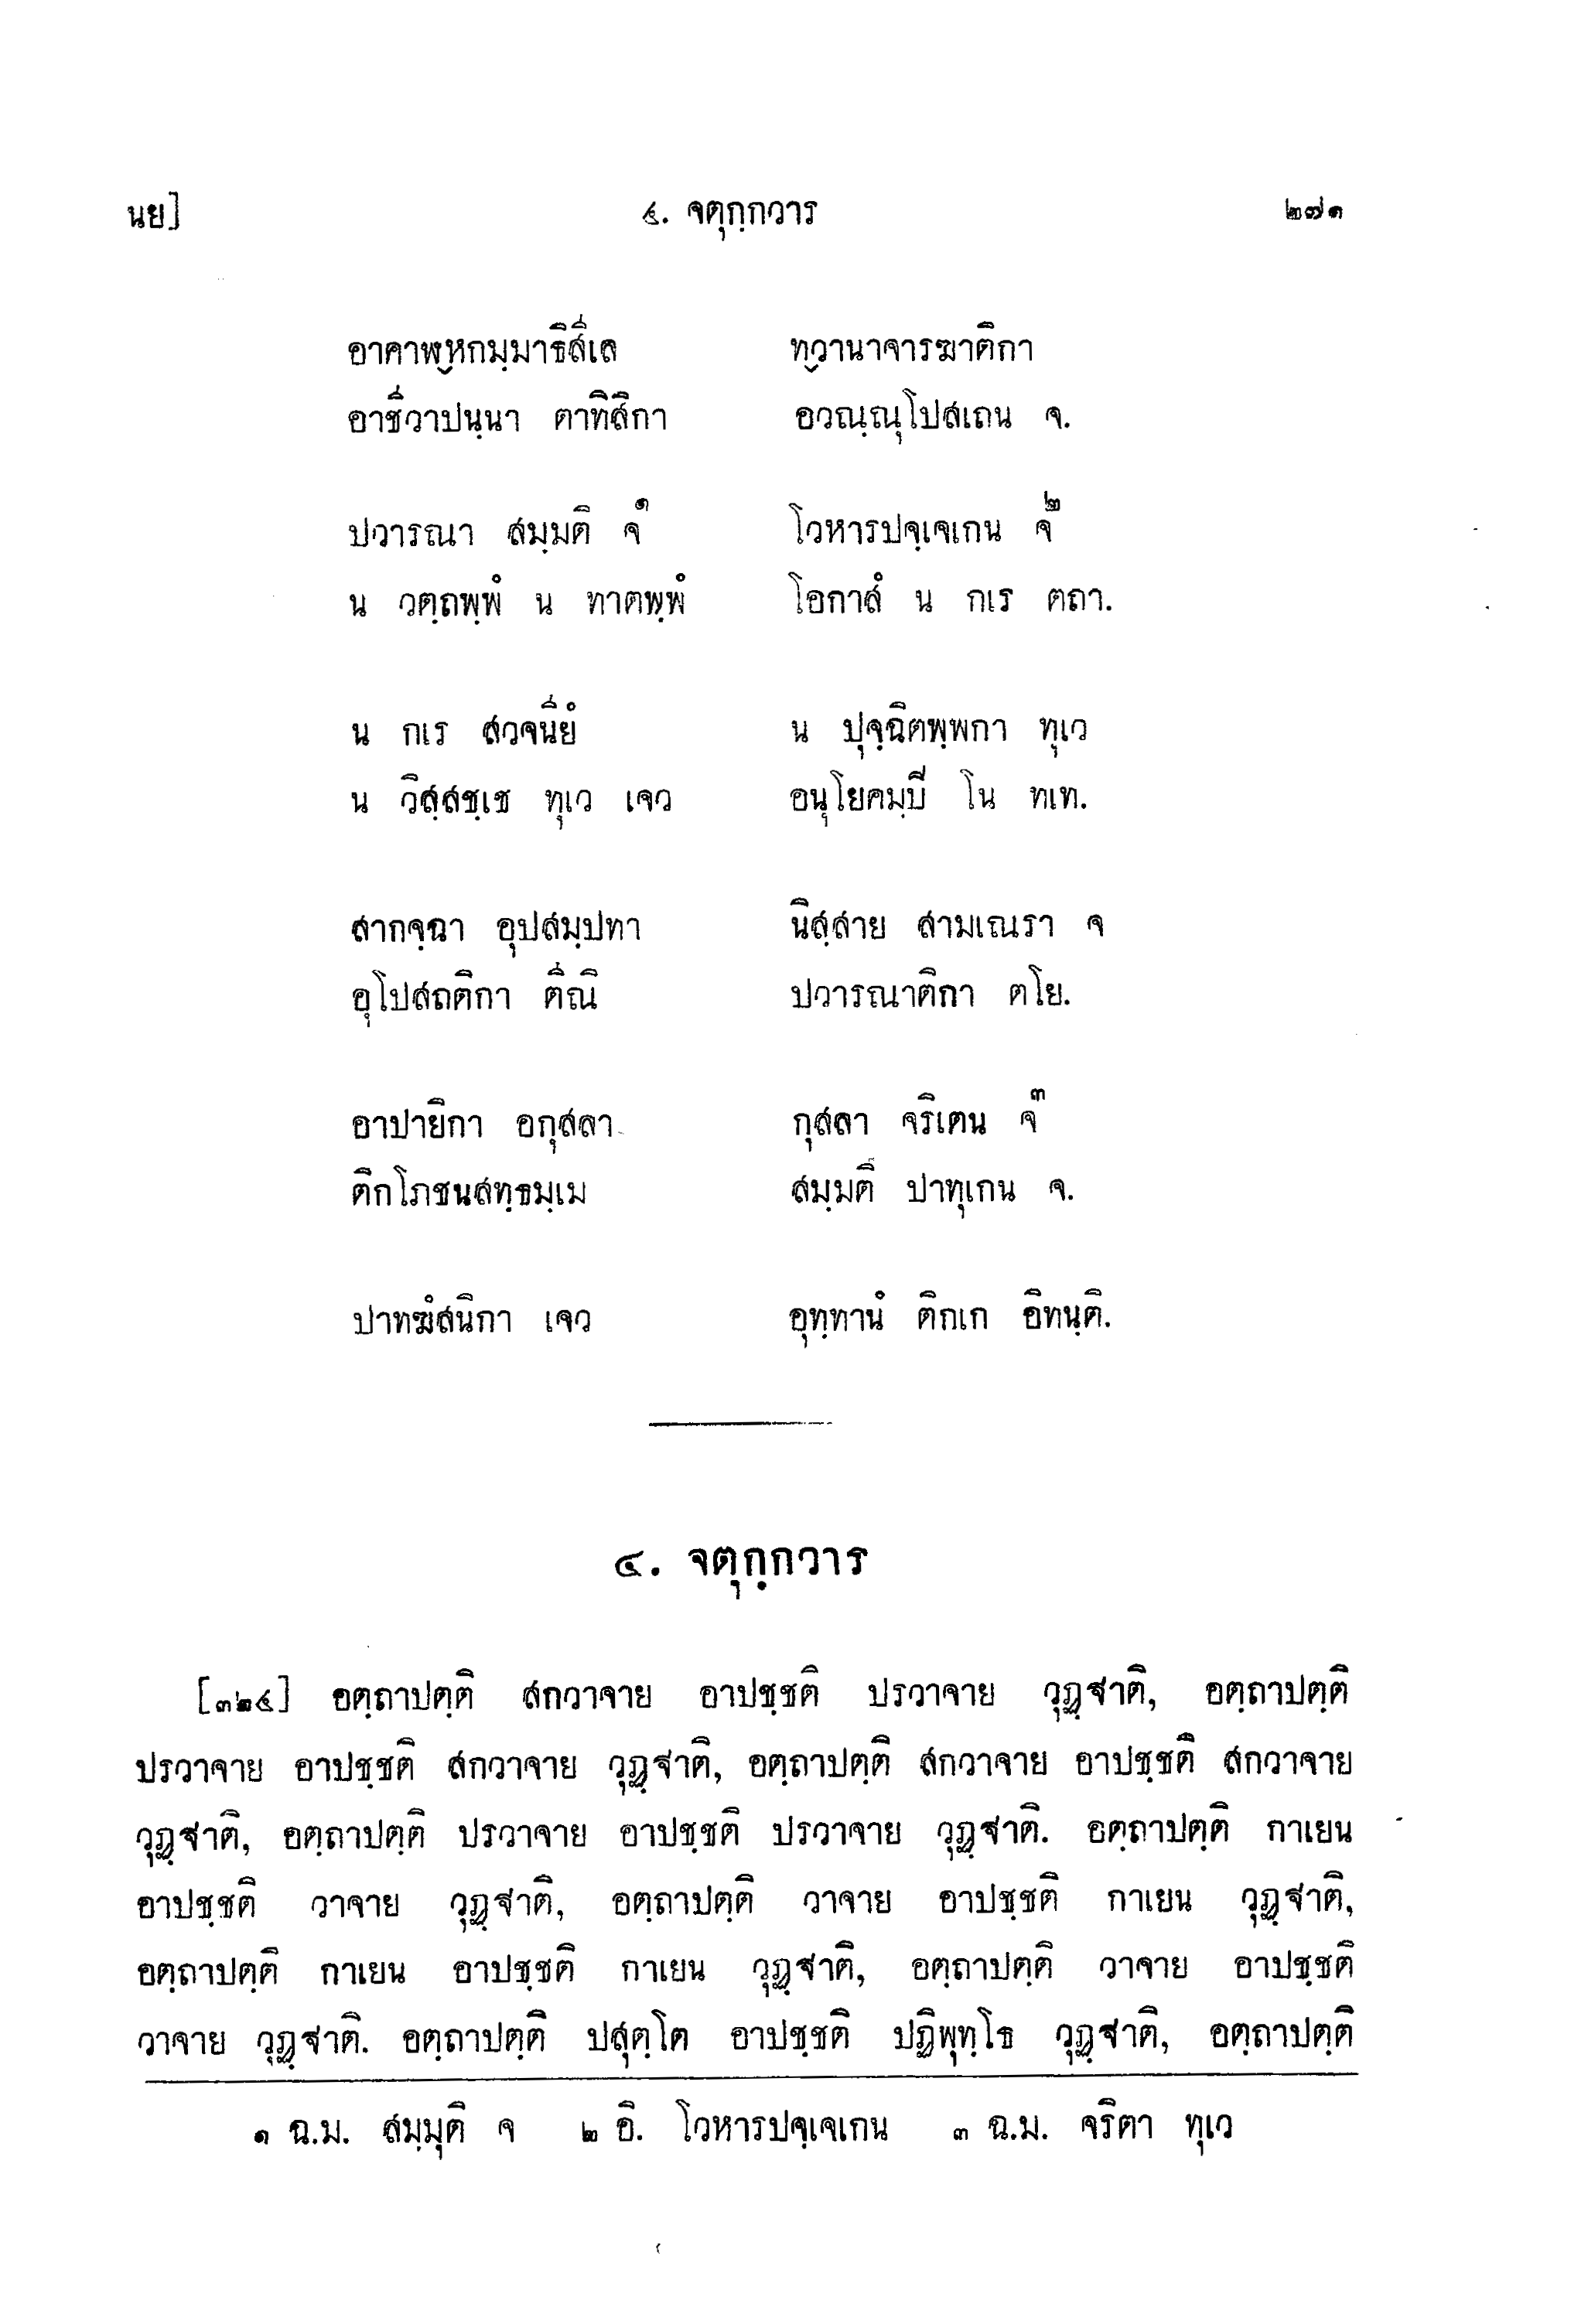 นย] ๔. จตุกฺกวาร ๒๗๑
อาคาพฺหกมฺมาธิสีเล ทวฺานาจารฆาติกา
อาชีวาปนฺนา ตาทิสิกา อวณฺณุโปสเถน จ.
ปวารณา สมฺมติ จ๑ โวหารปจฺเจเกน จ๒
น วตฺถพฺพํ น ทาตพฺพํ โอกาสํ น กเร ตถา.
น กเร สวจนียํ น ปุจฺฉิตพฺพกา ทุเว
น วิสฺสชฺเช ทุเว เจว อนุโยคมฺปิ โน ทเท.
สากจฺฉา อุปสมฺปทา นิสฺสาย สามเณรา จ
อุโปสถติกา ตีณิ ปวารณาติกา ตโย.
อาปายิกา อกุสลา กุสลา จริเตน จ๓
ติกโภชนสทฺธมฺเม สมฺมติ ปาทุเกน จ.
ปาทฆํสนิกา เจว อุทฺทานํ ติกเก อิทนฺติ.
๔. จตุกฺกวาร
[๓๒๔] อตฺถาปตฺติ สกวาจาย อาปชฺชติ ปรวาจาย วุฏฺฐาติ, อตฺถาปตฺติ
ปรวาจาย อาปชฺชติ สกวาจาย วุฏฺฐาติ, อตฺถาปตฺติ สกวาจาย อาปชฺชติ สกวาจาย
วุฏฺฐาติ, อตฺถาปตฺติ ปรวาจาย อาปชฺชติ ปรวาจาย วุฏฺฐาติ. อตฺถาปตฺติ กาเยน
อาปชฺชติ วาจาย วุฏฺฐาติ, อตฺถาปตฺติ วาจาย อาปชฺชติ กาเยน วุฏฺฐาติ,
อตฺถาปตฺติ กาเยน อาปชฺชติ กาเยน วุฏฺฐาติ, อตฺถาปตฺติ วาจาย อาปชฺชติ
วาจาย วุฏฺฐาติ. อตฺถาปตฺติ ปสุตฺโต อาปชฺชติ ปฏิพุทฺโธ วุฏฺฐาติ, อตฺถาปตฺติ
๑ ฉ.ม. สมฺมุติ จ ๒ อิ. โวหารปจฺเจเกน ๓ ฉ.ม. จริตา ทุเว